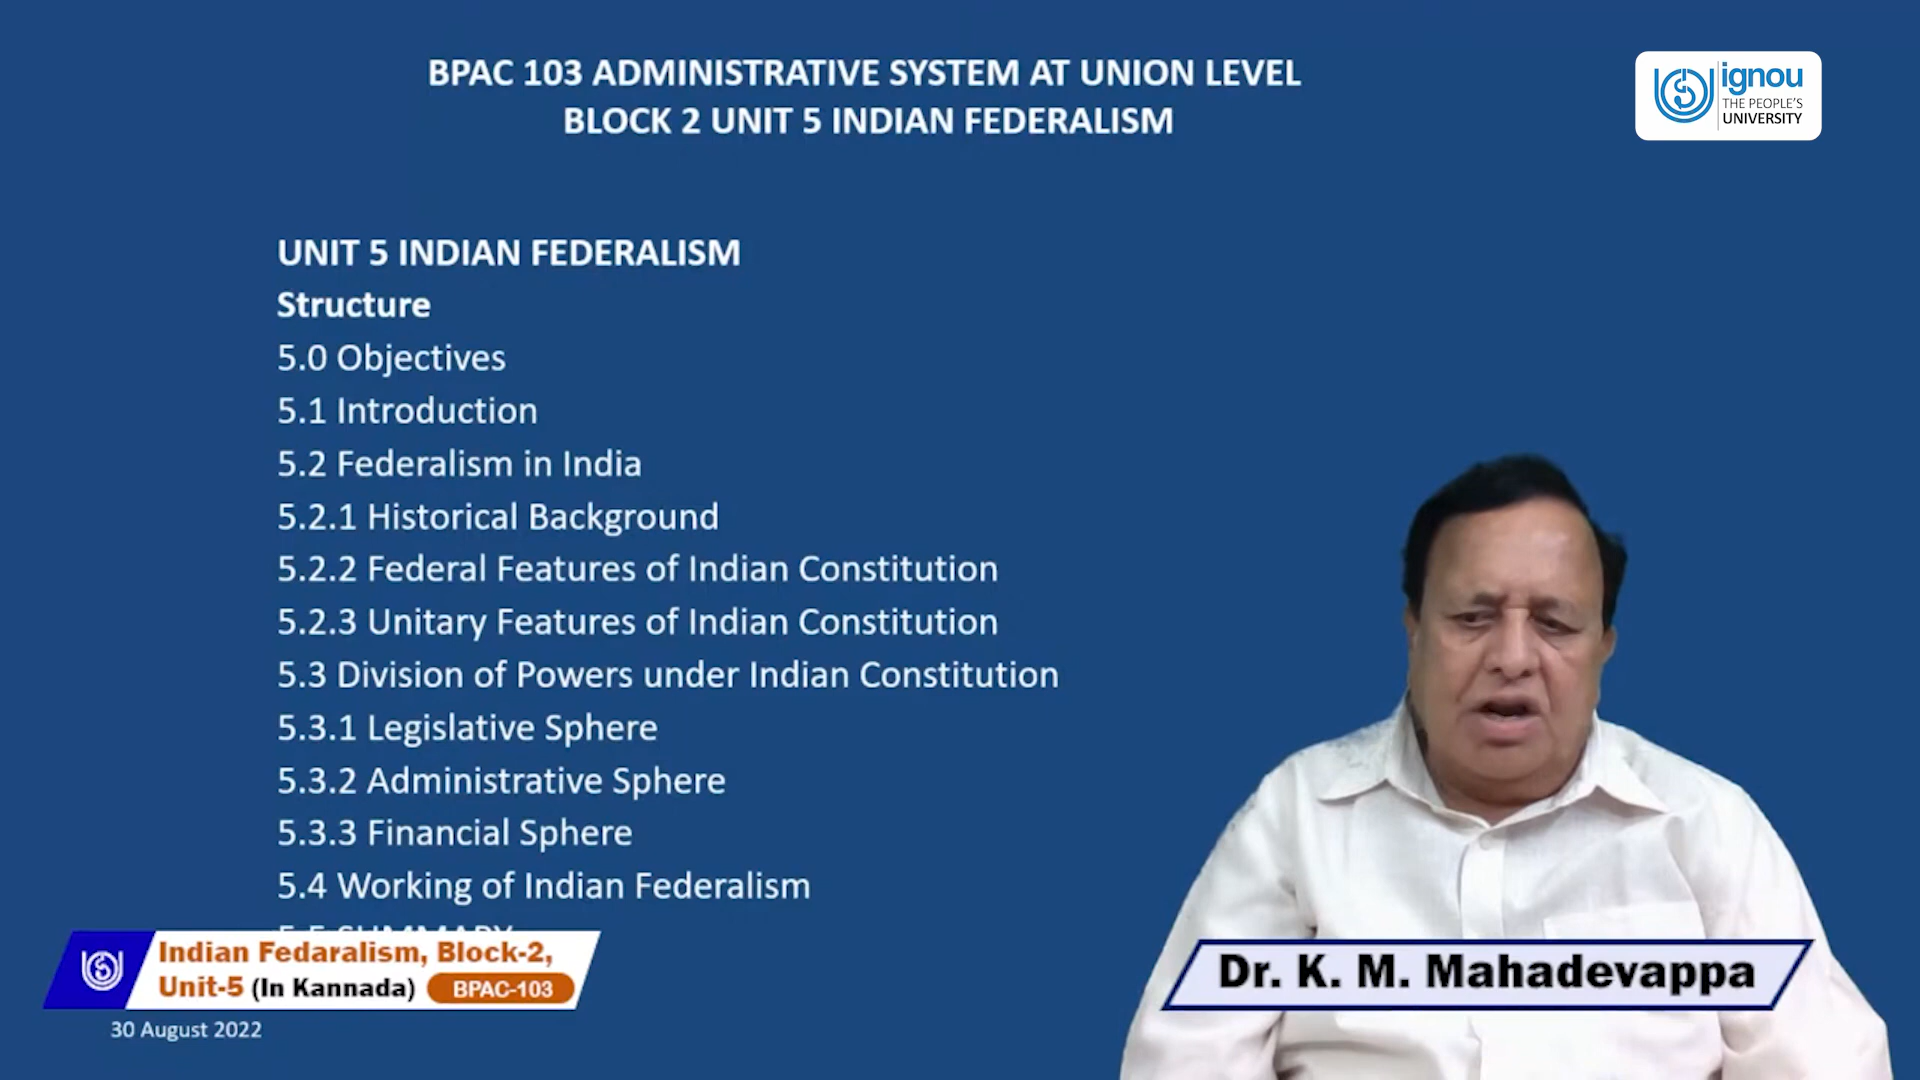 BPAC 103 ADMINISTRATIVE SYSTEM AT UNION LEVEL
BLOCK 2 UNIT 5 INDIAN FEDERALISM
ignou
THE PEOPLE'S
UNIVERSITY
UNIT 5 INDIAN FEDERALISM
Structure
5.0 Objectives
5.1 Introduction
5.2 Federalism in India
5.2.1 Historical Background
5.2.2 Federal Features of Indian Constitution
5.2.3 Unitary Features of Indian Constitution
5.3 Division of Powers under Indian Constitution
5.3.1 Legislative Sphere
5.3.2 Administrative Sphere
5.3.3 Financial Sphere
5.4 Working of Indian Federalism
5.5 SUMMARY
Indian Fedaralism, Block-2,
Unit-5 (In Kannada) BPAC-103
Dr. K. M. Mahadevappa
30 August 2022